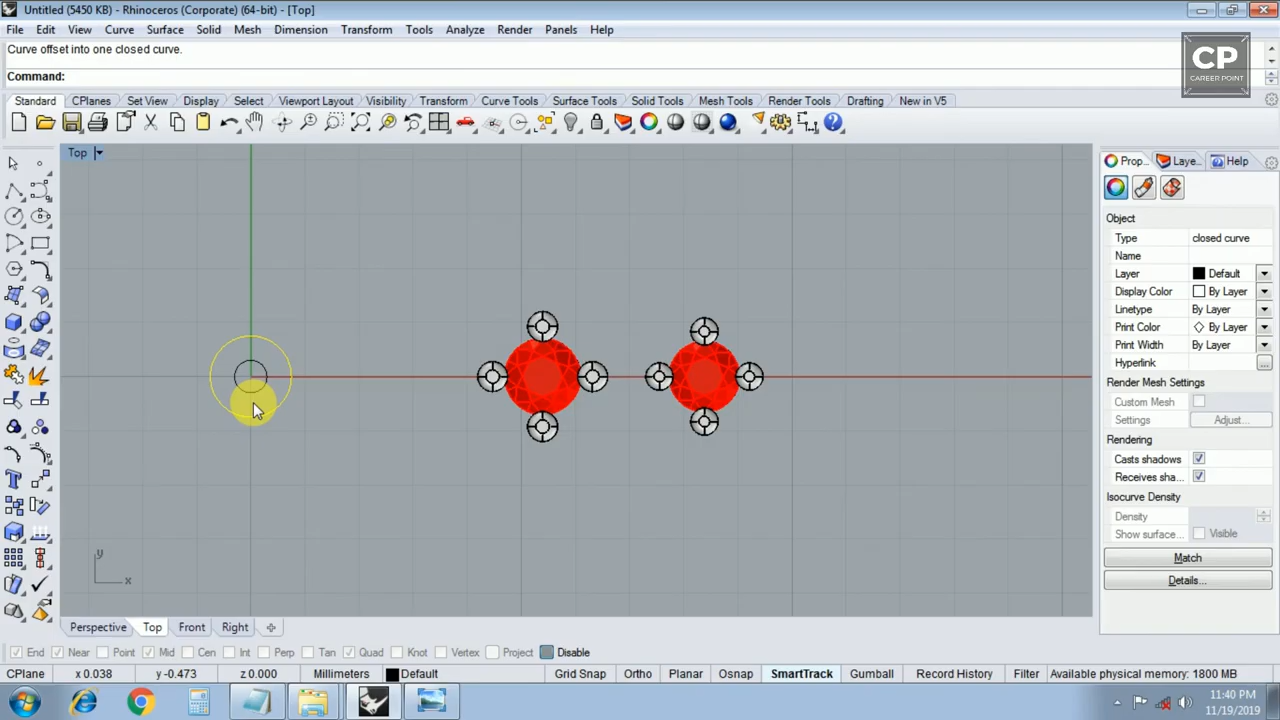 Untitled (5450 KB) - Rhinoceros (Corporate) (64-bit) - [Top]
File Edit View Curve Surface Solid Mesh Dimension Transform Tools Analyze Render Panels Help
Curve offset into one closed curve.
Command:
CP
CAREER POINT
Standard CPlanes Set View Display Select Viewport Layout Visibility Transform Curve Tools Surface Tools Solid Tools Mesh Tools Render Tools Drafting New in V5
Top
Prop... Laye... Help
Object
Type closed curve
Name
Layer Default
Display Color By Layer
Linetype By Layer
Print Color By Layer
Print Width By Layer
Hyperlink ...
Render Mesh Settings
Custom Mesh
Settings Adjust...
Rendering
Casts shadows
Receives sha...
Isocurve Density
Density
Show surface... Visible
Match
Details...
y
x
Perspective Top Front Right
End Near Point Mid Cen Int Perp Tan Quad Knot Vertex Project Disable
CPlane x 0.038 y -0.473 z 0.000 Millimeters Default Grid Snap Ortho Planar Osnap SmartTrack Gumball Record History Filter Available physical memory: 1800 MB
11:40 PM
11/19/2019